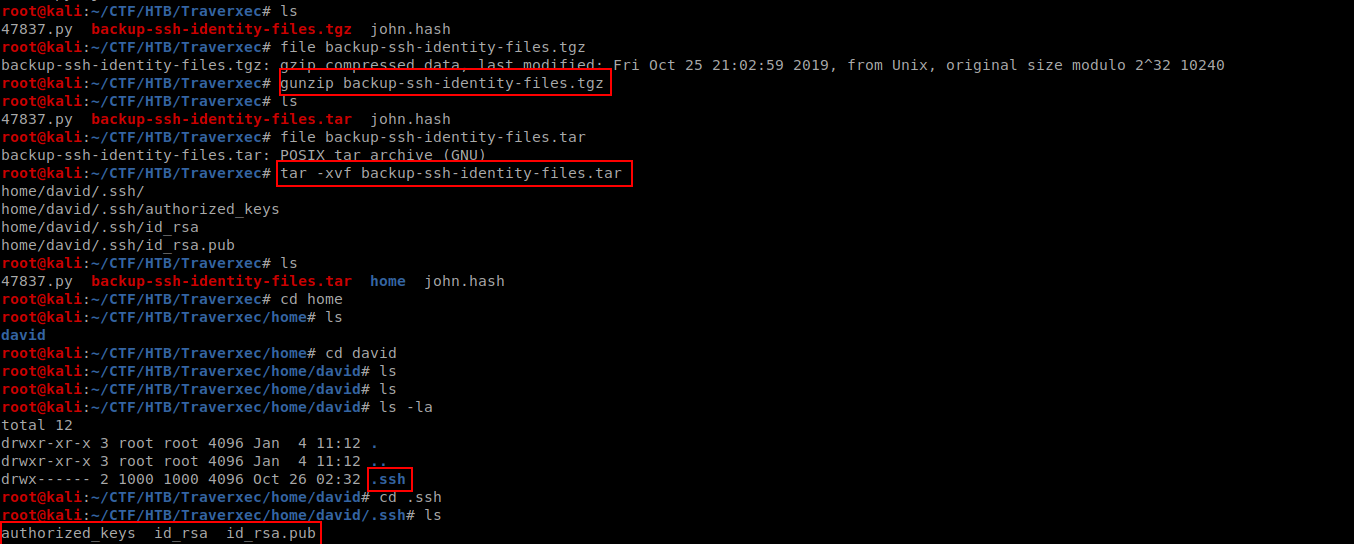 root@kali:~/CTF/HTB/Traverxec# ls
47837.py  backup-ssh-identity-files.tgz  john.hash
root@kali:~/CTF/HTB/Traverxec# file backup-ssh-identity-files.tgz
backup-ssh-identity-files.tgz: gzip compressed data, last modified: Fri Oct 25 21:02:59 2019, from Unix, original size modulo 2^32 10240
root@kali:~/CTF/HTB/Traverxec# gunzip backup-ssh-identity-files.tgz
root@kali:~/CTF/HTB/Traverxec# ls
47837.py  backup-ssh-identity-files.tar  john.hash
root@kali:~/CTF/HTB/Traverxec# file backup-ssh-identity-files.tar
backup-ssh-identity-files.tar: POSIX tar archive (GNU)
root@kali:~/CTF/HTB/Traverxec# tar -xvf backup-ssh-identity-files.tar
home/david/.ssh/
home/david/.ssh/authorized_keys
home/david/.ssh/id_rsa
home/david/.ssh/id_rsa.pub
root@kali:~/CTF/HTB/Traverxec# ls
47837.py  backup-ssh-identity-files.tar  home  john.hash
root@kali:~/CTF/HTB/Traverxec# cd home
root@kali:~/CTF/HTB/Traverxec/home# ls
david
root@kali:~/CTF/HTB/Traverxec/home# cd david
root@kali:~/CTF/HTB/Traverxec/home/david# ls
root@kali:~/CTF/HTB/Traverxec/home/david# ls
root@kali:~/CTF/HTB/Traverxec/home/david# ls -la
total 12
drwxr-xr-x 3 root root 4096 Jan  4 11:12 .
drwxr-xr-x 3 root root 4096 Jan  4 11:12 ..
drwx------ 2 1000 1000 4096 Oct 26 02:32 .ssh
root@kali:~/CTF/HTB/Traverxec/home/david# cd .ssh
root@kali:~/CTF/HTB/Traverxec/home/david/.ssh# ls
authorized_keys  id_rsa  id_rsa.pub